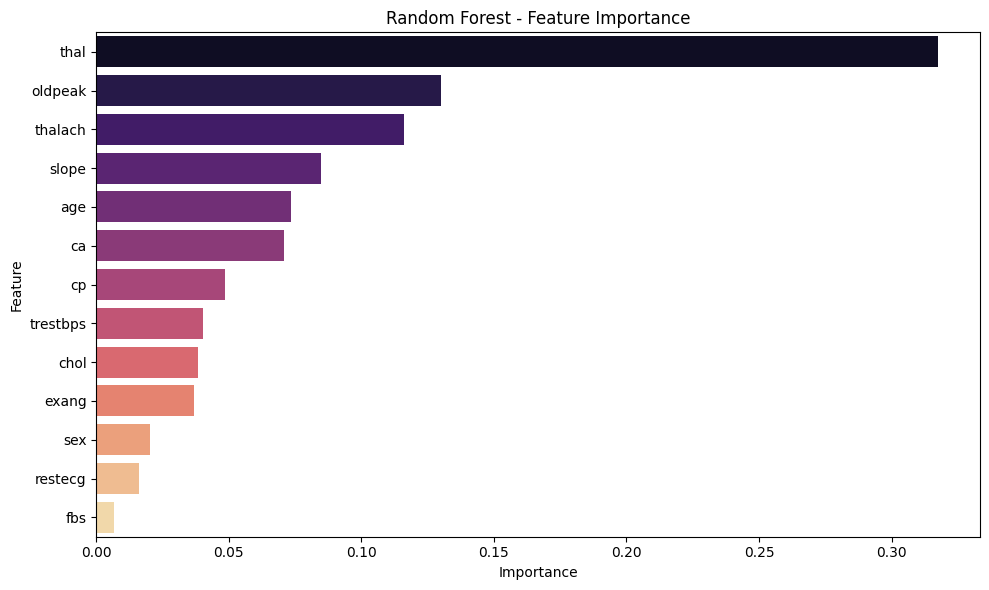 Random Forest - Feature Importance
thal
oldpeak
thalach
slope
age
ca
cp
trestbps
chol
exang
sex
restecg
fbs
Feature
0.00 0.05 0.10 0.15 0.20 0.25 0.30
Importance